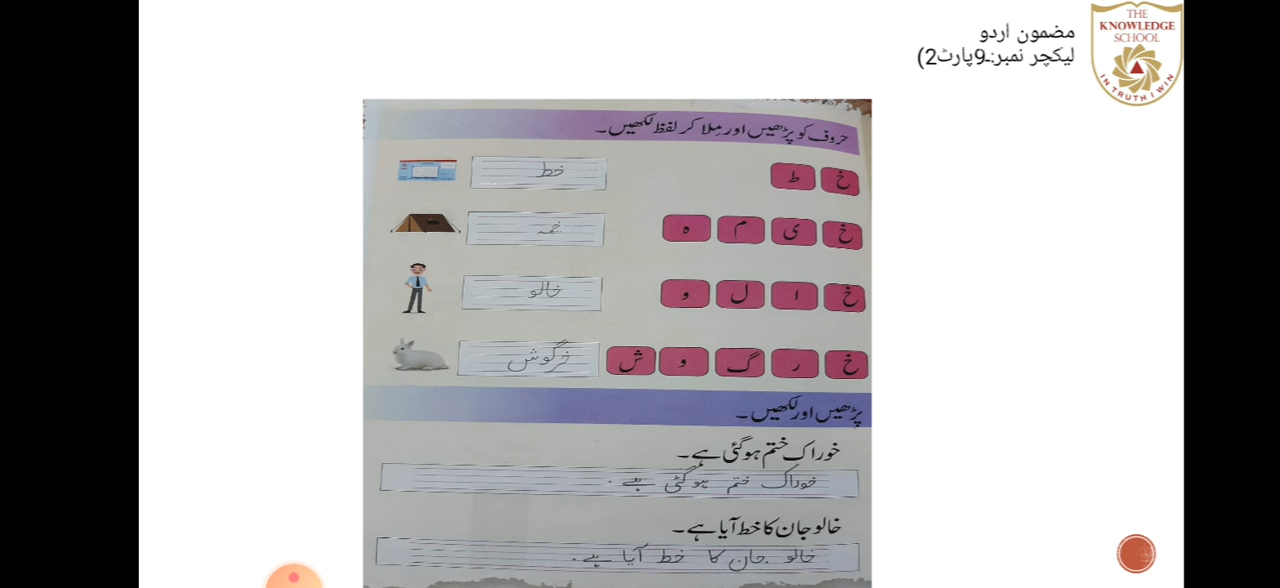 مضمون اردو
لیکچر نمبر:۔9پارٹ2)
THE
KNOWLEDGE
SCHOOL
IN TRUTH I WIN
حروف کو پڑھیں اور مِلا کر لفظ لکھیں۔
خ ط خط
خ ی م ہ خیمہ
خ ا ل و خالو
خ ر گ و ش خرگوش
پڑھیں اور لکھیں۔
خوراک ختم ہوگئی ہے۔
خوراک ختم ہوگئی ہے۔
خالو جان کا خط آیا ہے۔
خالو جان کا خط آیا ہے۔